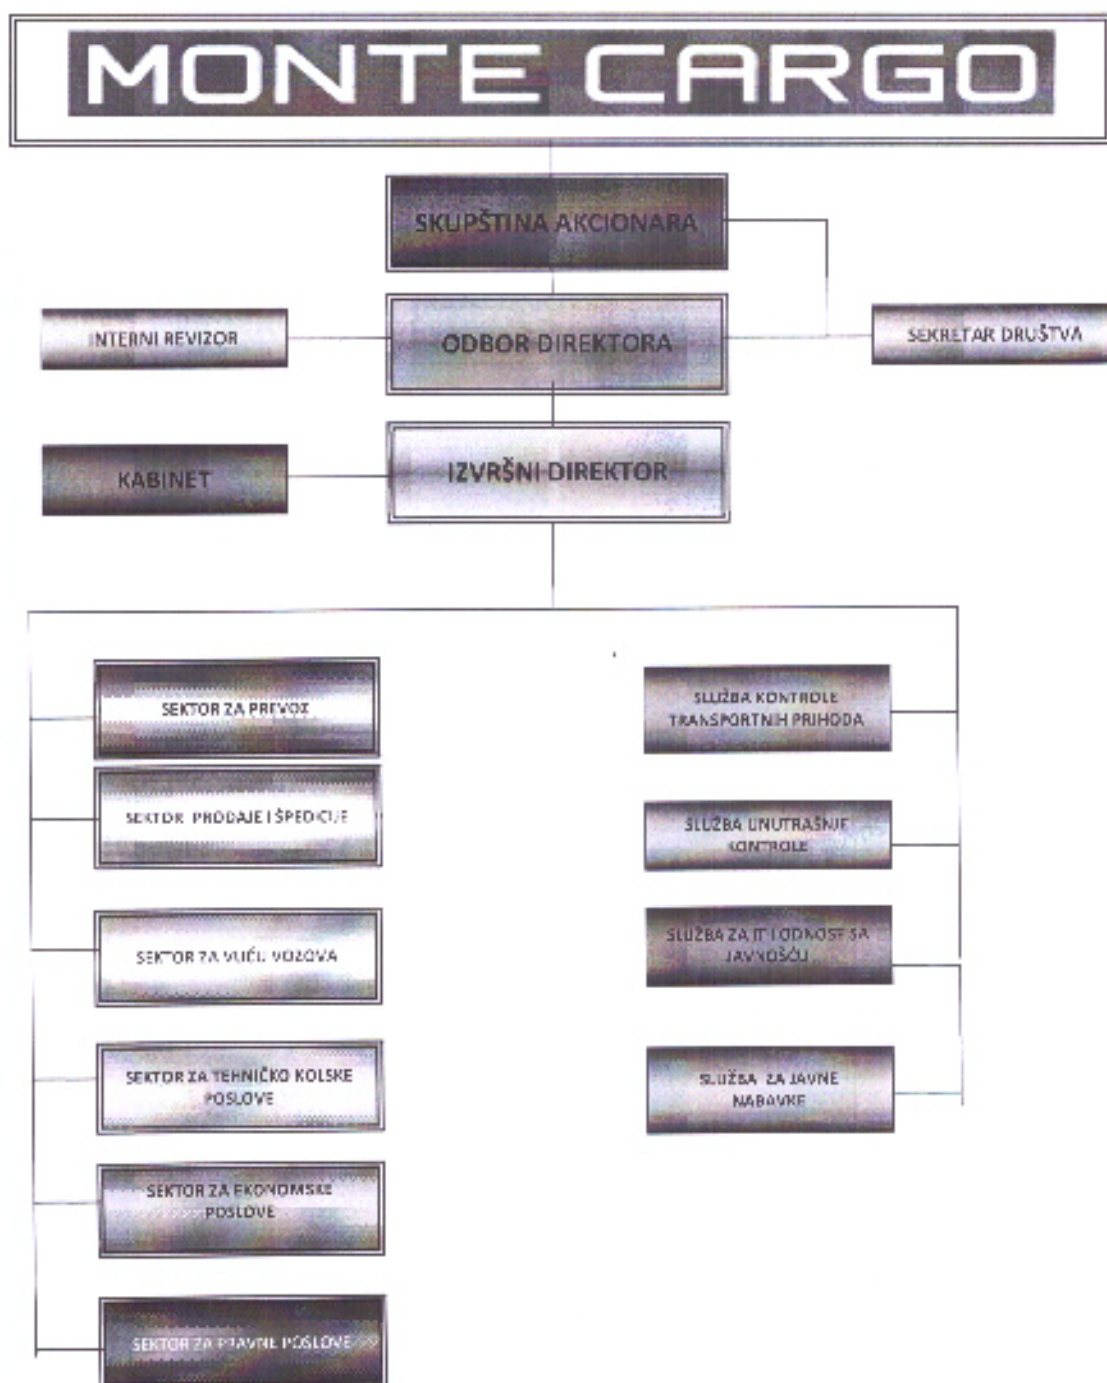 MONTE CARGO
SKUPŠTINA AKCIONARA
INTERNI REVIZOR
ODBOR DIREKTORA
SEKRETAR DRUŠTVA
KABINET
IZVRŠNI DIREKTOR
SEKTOR ZA PREVOZ
SLUŽBA KONTROLE
TRANSPORTNIH PRIHODA
SEKTOR PRODAJE I ŠPEDICIJE
SLUŽBA UNUTRAŠNJE
KONTROLE
SEKTOR ZA VUČU VOZOVA
SLUŽBA ZA IT I ODNOSE SA
JAVNOŠĆU
SEKTOR ZA TEHNIČKO KOLSKE
POSLOVE
SLUŽBA ZA JAVNE
NABAVKE
SEKTOR ZA EKONOMSKE
POSLOVE
SEKTOR ZA PRAVNE POSLOVE